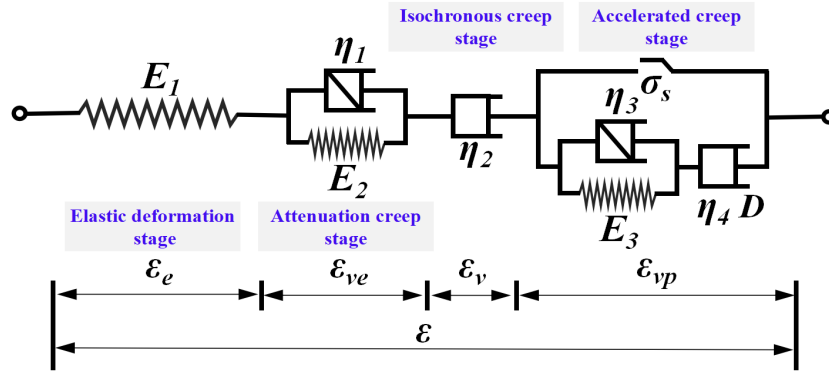 Isochronous creep
stage
Accelerated creep
stage
E1
η1
η2
σs
η3
E2
E3
η4 D
Elastic deformation
stage
Attenuation creep
stage
εe
εve
εv
εvp
ε